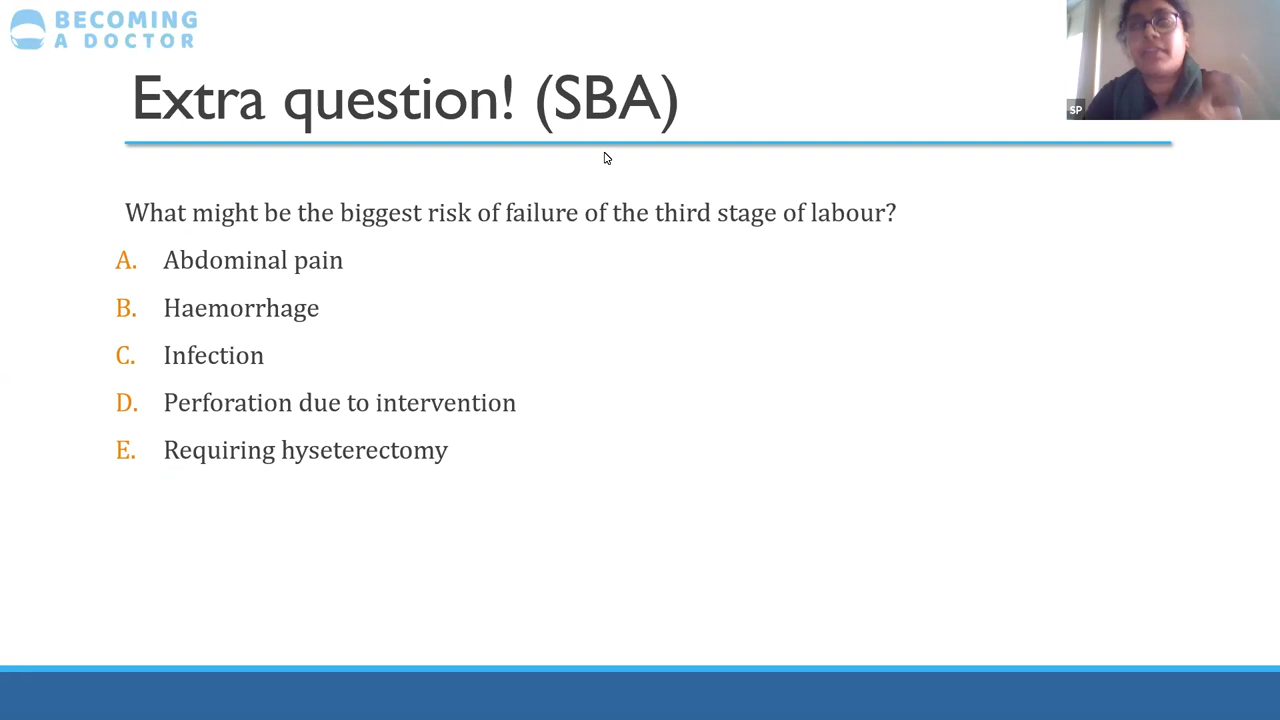 BECOMING
A DOCTOR
Extra question! (SBA)
SP
What might be the biggest risk of failure of the third stage of labour?
A. Abdominal pain
B. Haemorrhage
C. Infection
D. Perforation due to intervention
E. Requiring hyseterectomy